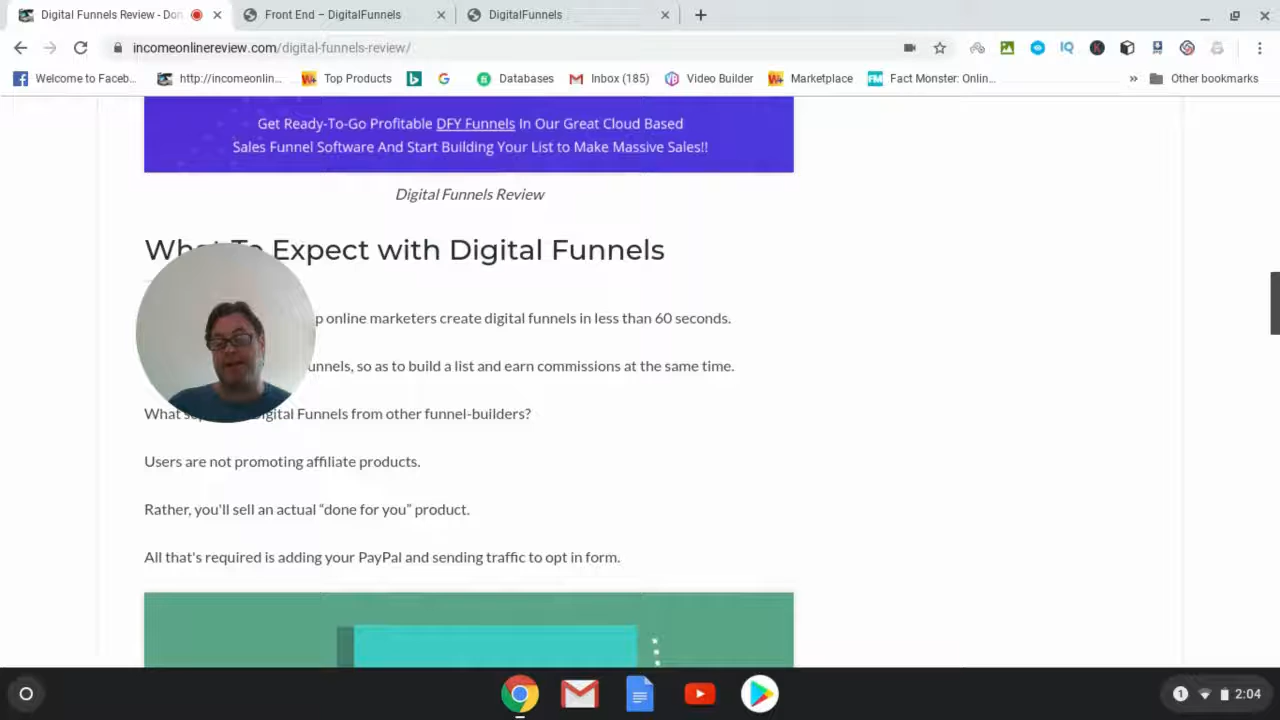 Digital Funnels Review - Don
Front End – DigitalFunnels
DigitalFunnels
incomeonlinereview.com/digital-funnels-review/
Welcome to Faceb...
http://incomeonlin...
Top Products
Databases
Inbox (185)
Video Builder
Marketplace
Fact Monster: Onlin...
Other bookmarks
Get Ready-To-Go Profitable DFY Funnels In Our Great Cloud Based
Sales Funnel Software And Start Building Your List to Make Massive Sales!!
Digital Funnels Review
What To Expect with Digital Funnels
online marketers create digital funnels in less than 60 seconds.
so as to build a list and earn commissions at the same time.
What Digital Funnels from other funnel-builders?
Users are not promoting affiliate products.
Rather, you'll sell an actual “done for you” product.
All that's required is adding your PayPal and sending traffic to opt in form.
1
2:04